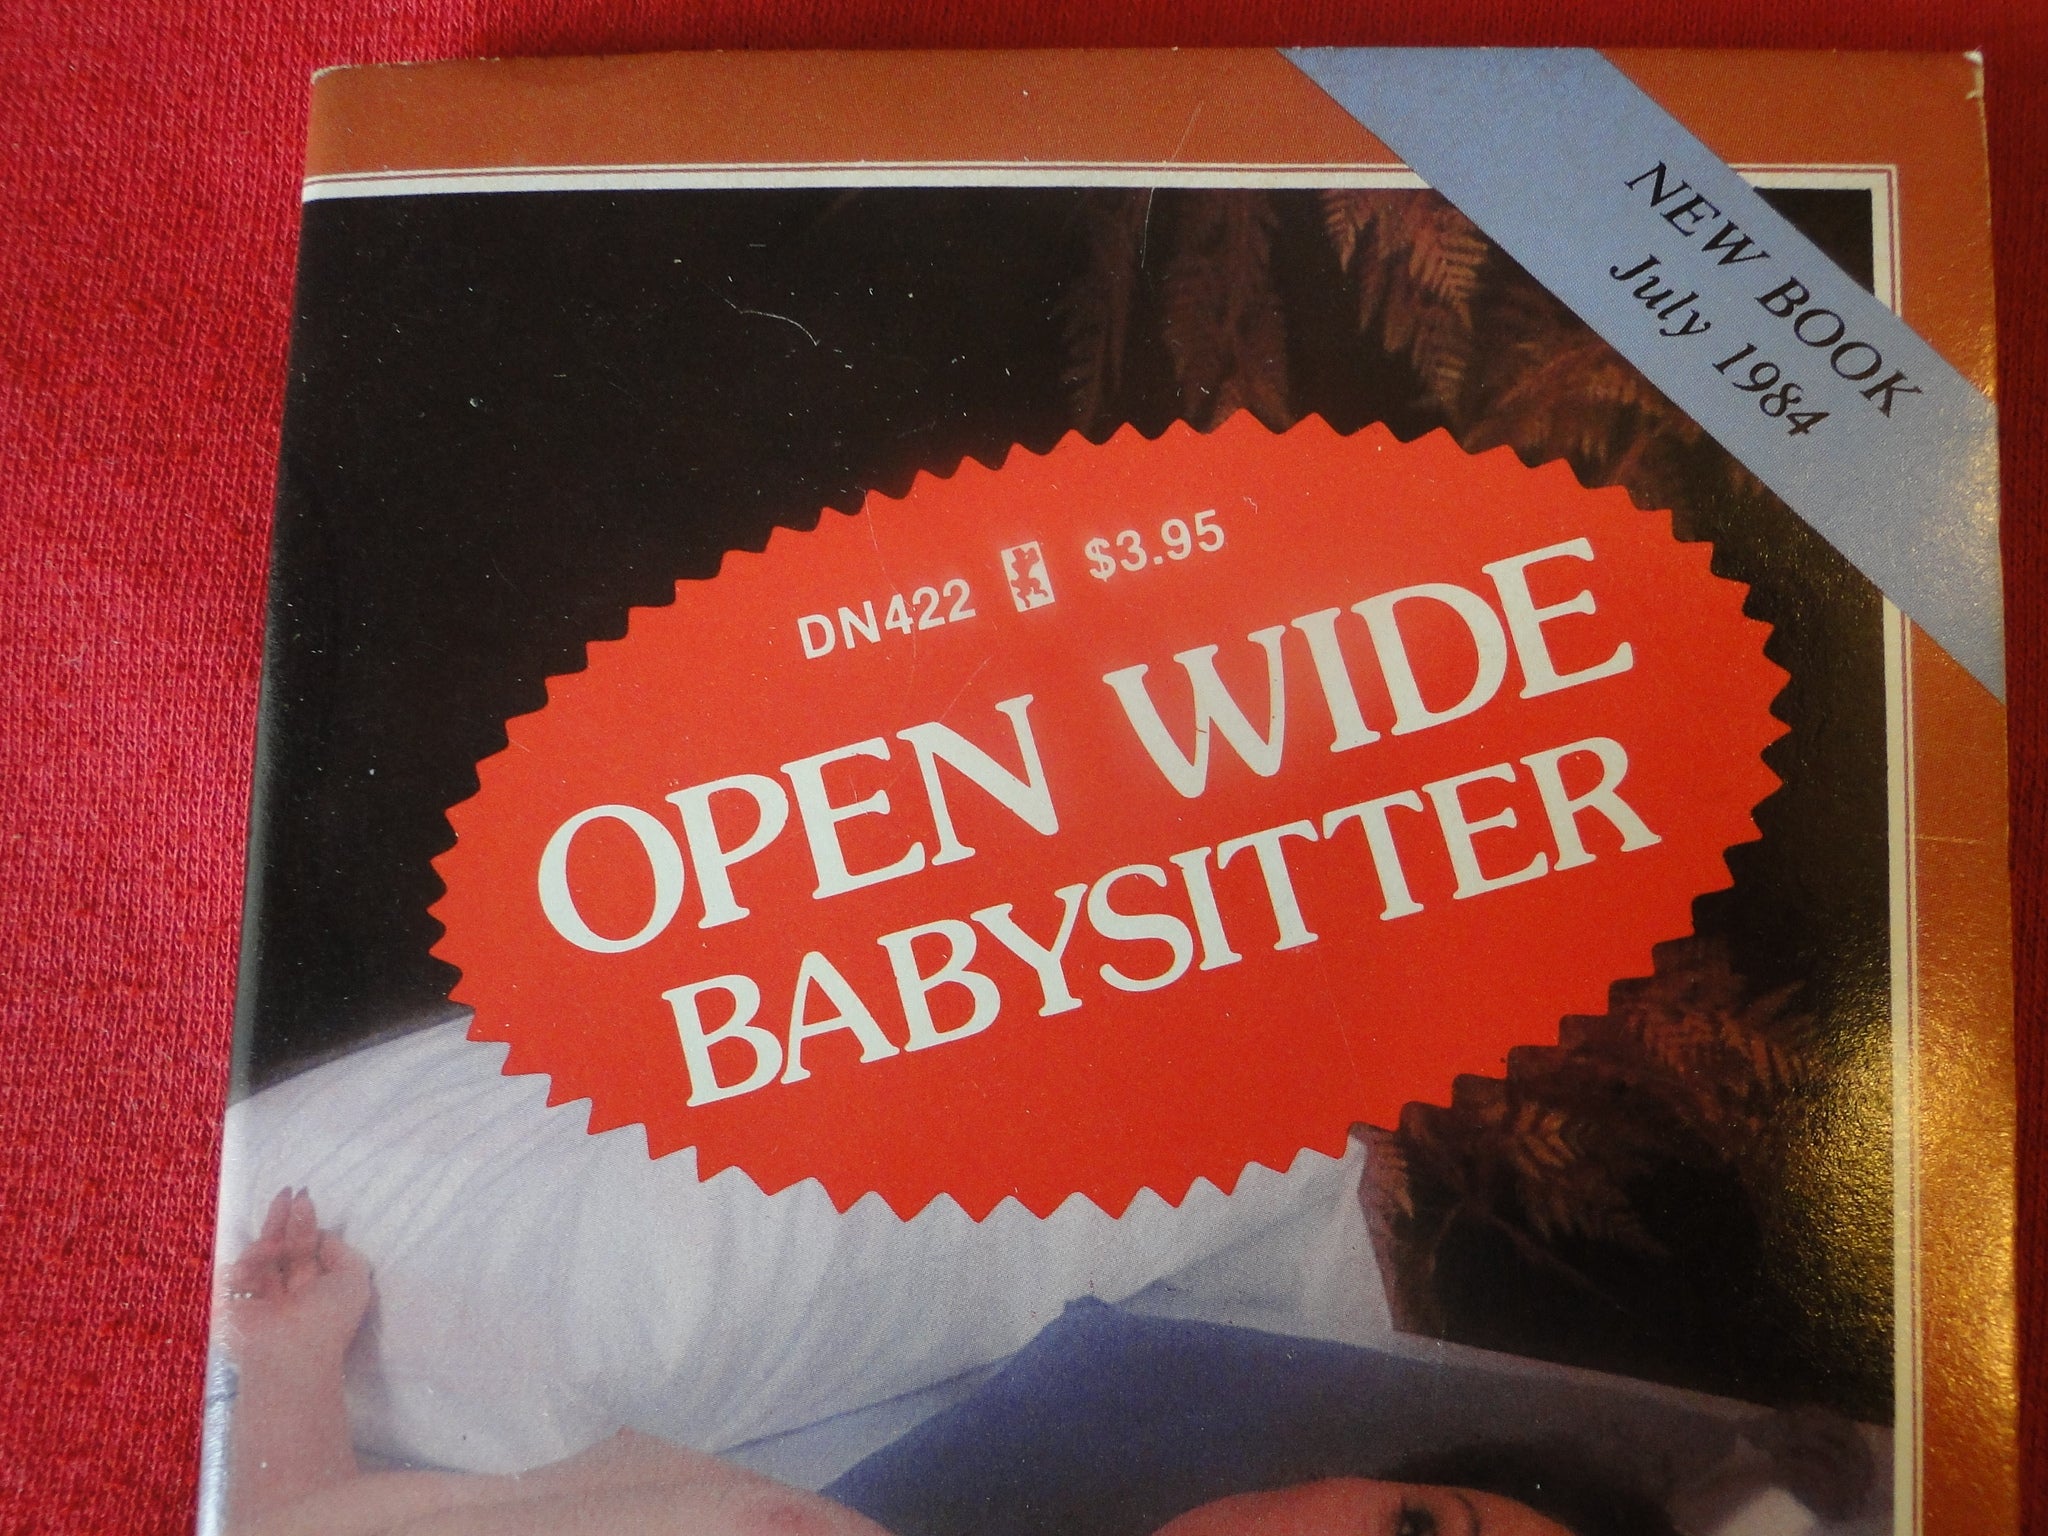 NEW BOOK
July 1984
DN422 $3.95
OPEN WIDE
BABYSITTER